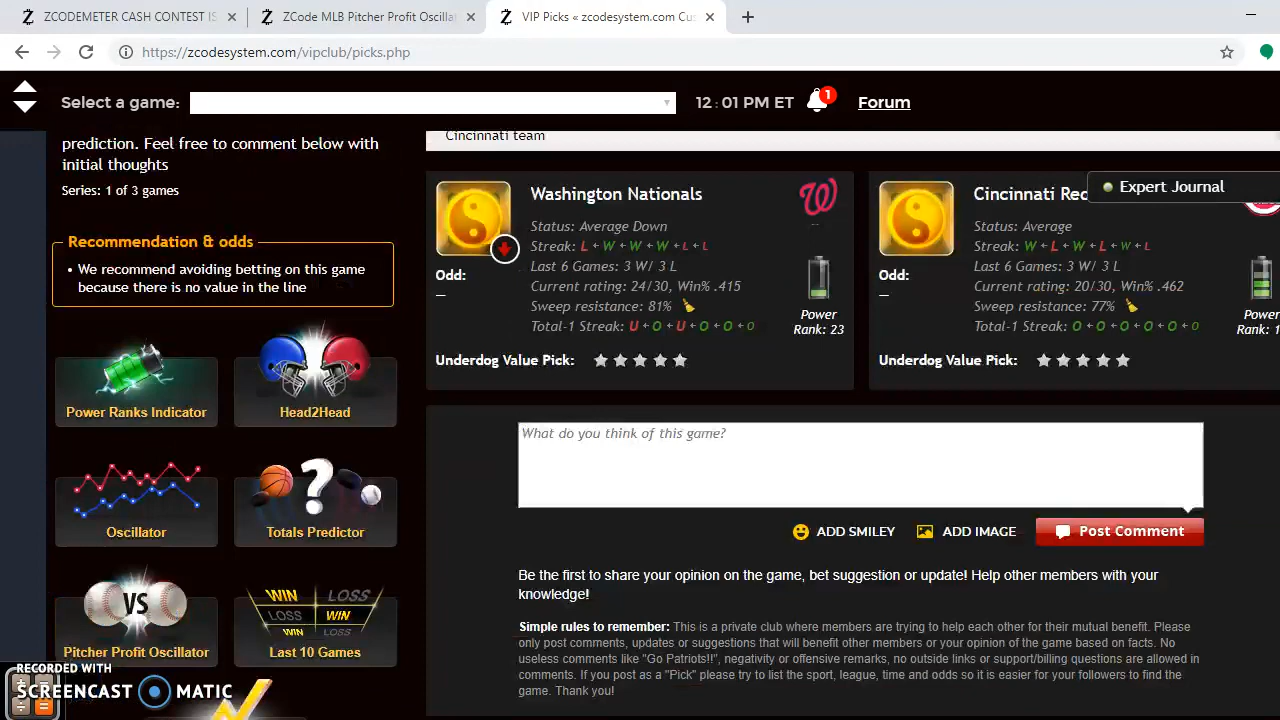 ZCODEMETER CASH CONTEST IS
ZCode MLB Pitcher Profit Oscillat
VIP Picks « zcodesystem.com Cus
https://zcodesystem.com/vipclub/picks.php
Select a game:
12:01 PM ET
1
Forum
prediction. Feel free to comment below with
initial thoughts
Series: 1 of 3 games
Recommendation & odds
• We recommend avoiding betting on this game
because there is no value in the line
Power Ranks Indicator
Head2Head
Oscillator
Totals Predictor
VS
Pitcher Profit Oscillator
WIN LOSS
LOSS WIN
WIN LOSS
Last 10 Games
RECORDED WITH
SCREENCAST MATIC
Cincinnati team
Washington Nationals
W
Status: Average Down
Streak: L W W W L L
Last 6 Games: 3 W/ 3 L
Odd:
—
Current rating: 24/30, Win% .415
Sweep resistance: 81%
Total-1 Streak: U O U O O O
--
Power
Rank: 23
Underdog Value Pick:
Cincinnati Rec
Expert Journal
Status: Average
Streak: W L W L W L
Last 6 Games: 3 W/ 3 L
Odd:
—
Current rating: 20/30, Win% .462
Sweep resistance: 77%
Total-1 Streak: O O O O O O
Power
Rank: 1
Underdog Value Pick:
What do you think of this game?
ADD SMILEY
ADD IMAGE
Post Comment
Be the first to share your opinion on the game, bet suggestion or update! Help other members with your
knowledge!
Simple rules to remember: This is a private club where members are trying to help each other for their mutual benefit. Please
only post comments, updates or suggestions that will benefit other members or your opinion of the game based on facts. No
useless comments like "Go Patriots!!", negativity or offensive remarks, no outside links or support/billing questions are allowed in
comments. If you post as a "Pick" please try to list the sport, league, time and odds so it is easier for your followers to find the
game. Thank you!